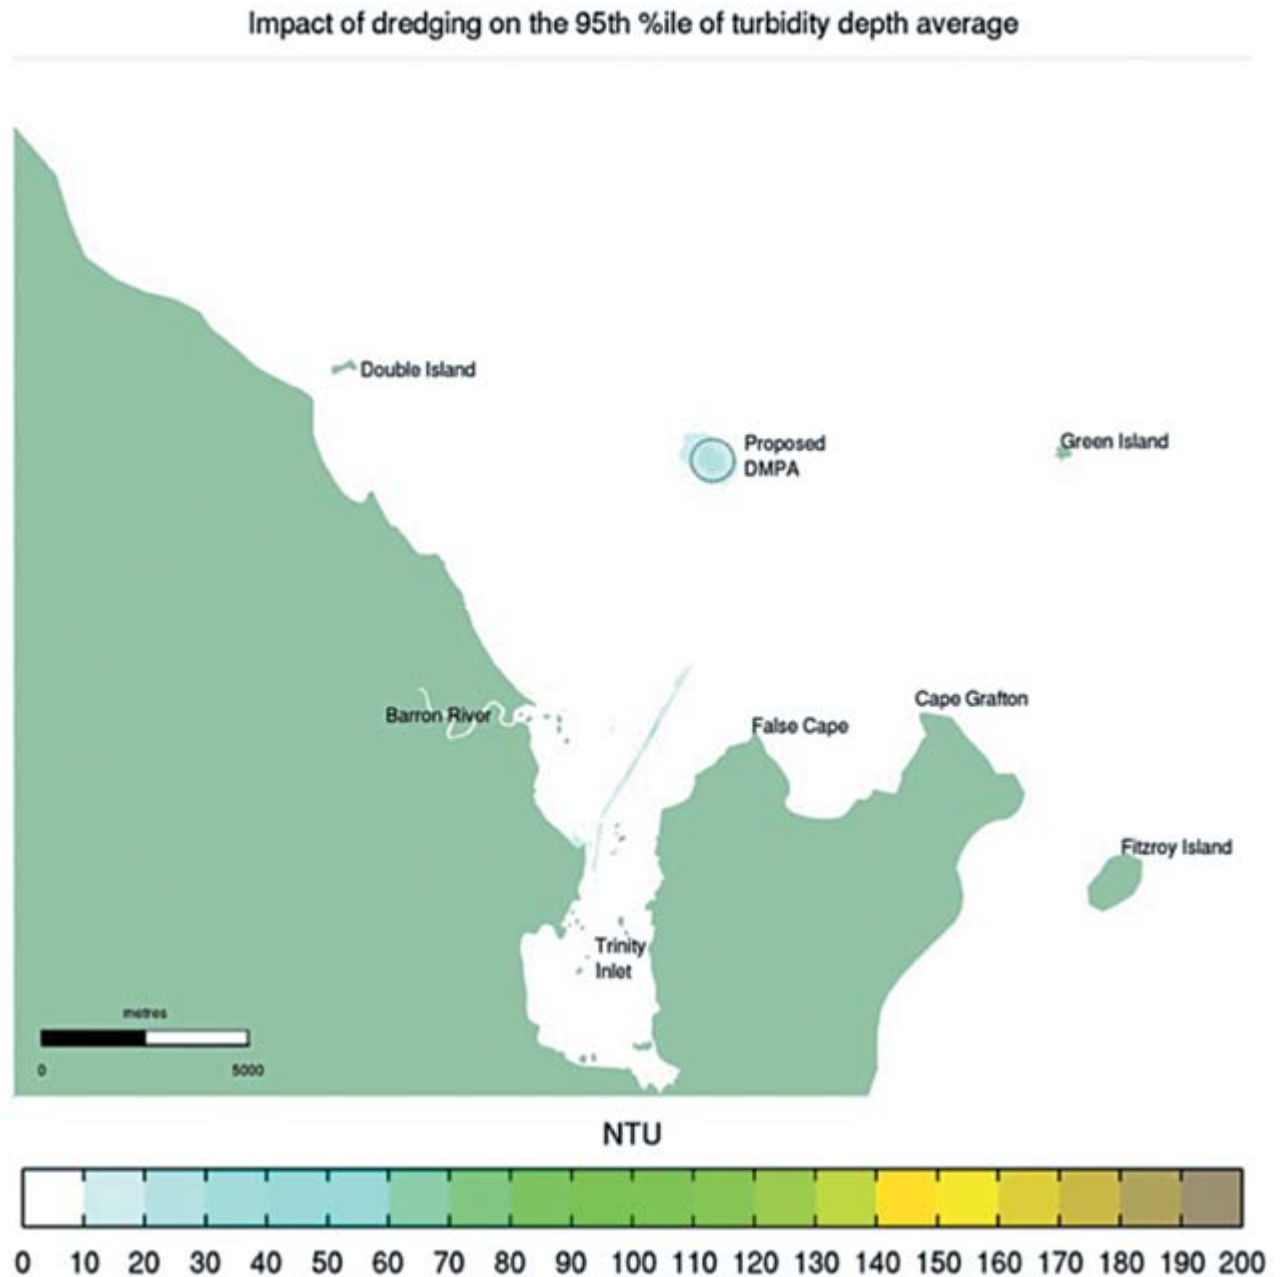 Impact of dredging on the 95th %ile of turbidity depth average
Double Island
Proposed
DMPA
Green Island
Cape Grafton
Barron River
False Cape
Fitzroy Island
Trinity
Inlet
metres
0 5000
NTU
0 10 20 30 40 50 60 70 80 90 100 110 120 130 140 150 160 170 180 190 200